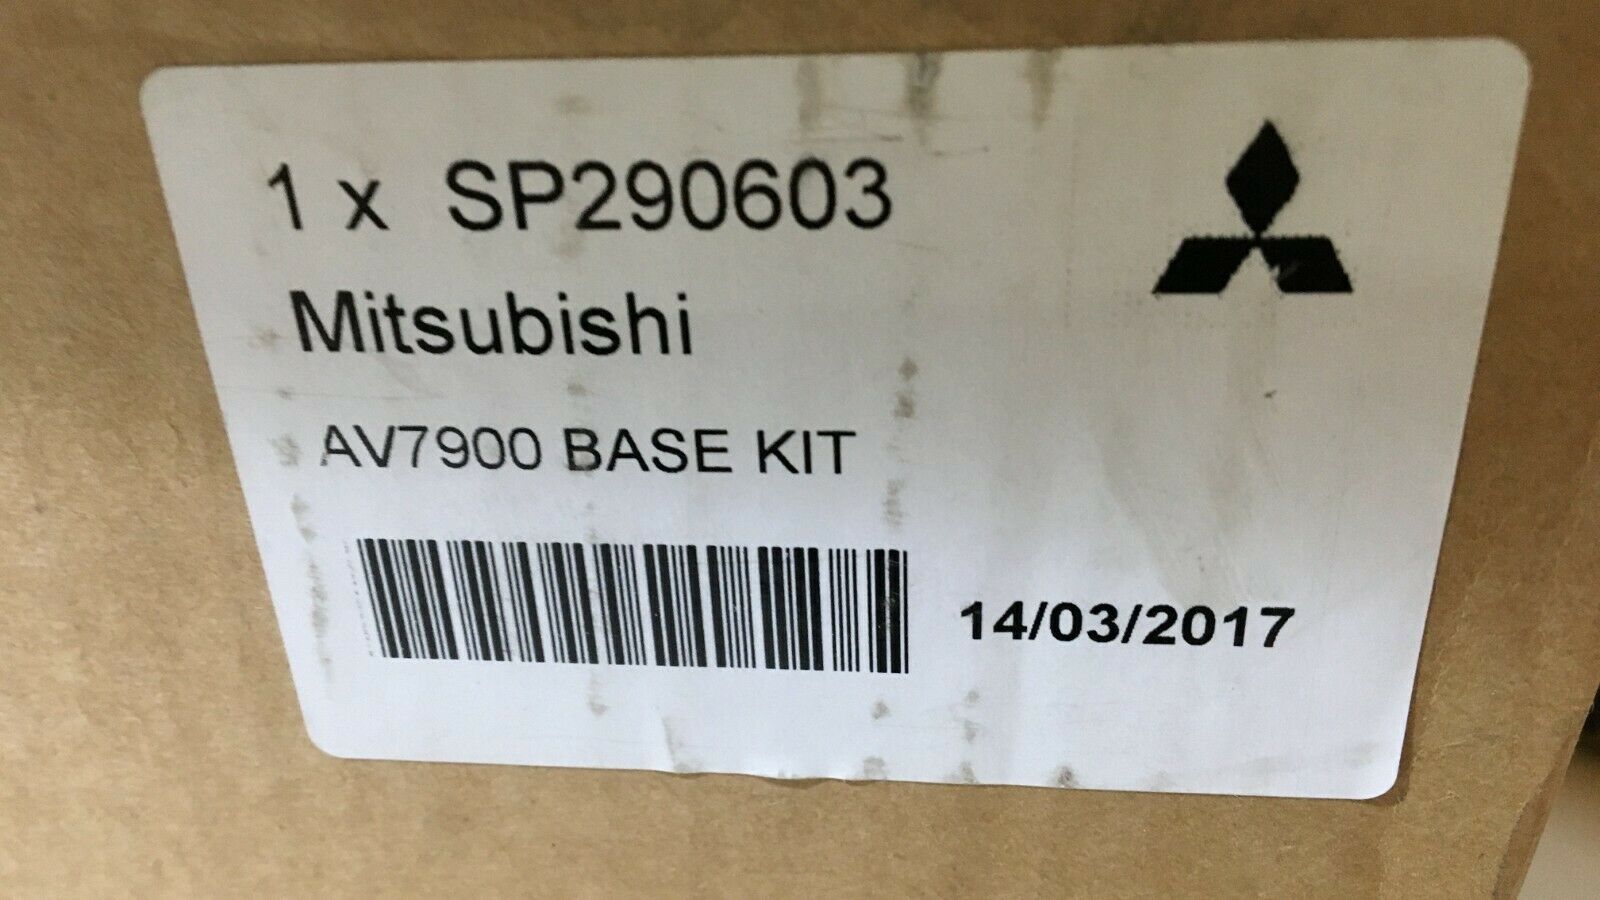 1 x SP290603
Mitsubishi
AV7900 BASE KIT
14/03/2017